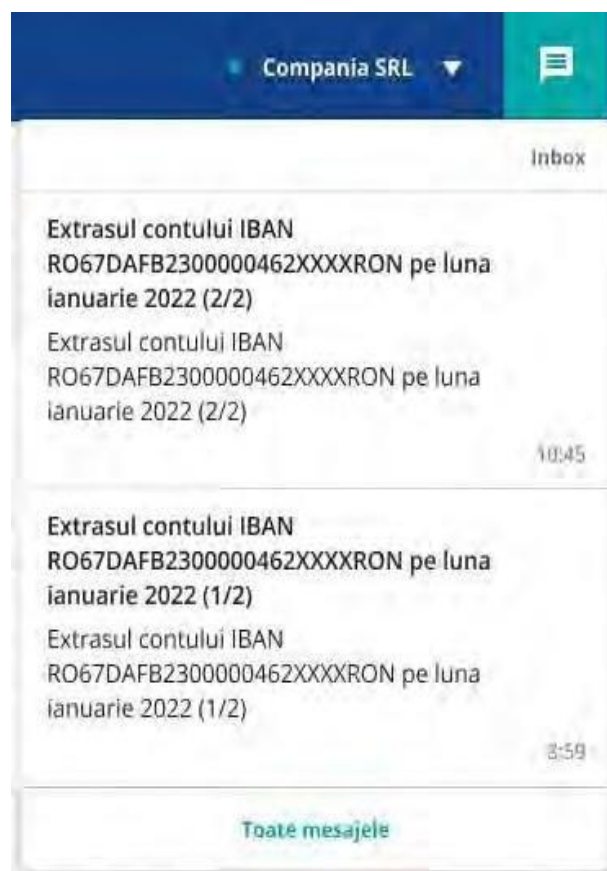 Compania SRL
Inbox
Extrasul contului IBAN
RO67DAFB2300000462XXXXRON pe luna
ianuarie 2022 (2/2)
Extrasul contului IBAN
RO67DAFB2300000462XXXXRON pe luna
ianuarie 2022 (2/2)
10:45
Extrasul contului IBAN
RO67DAFB2300000462XXXXRON pe luna
ianuarie 2022 (1/2)
Extrasul contului IBAN
RO67DAFB2300000462XXXXRON pe luna
ianuarie 2022 (1/2)
Toate mesajele